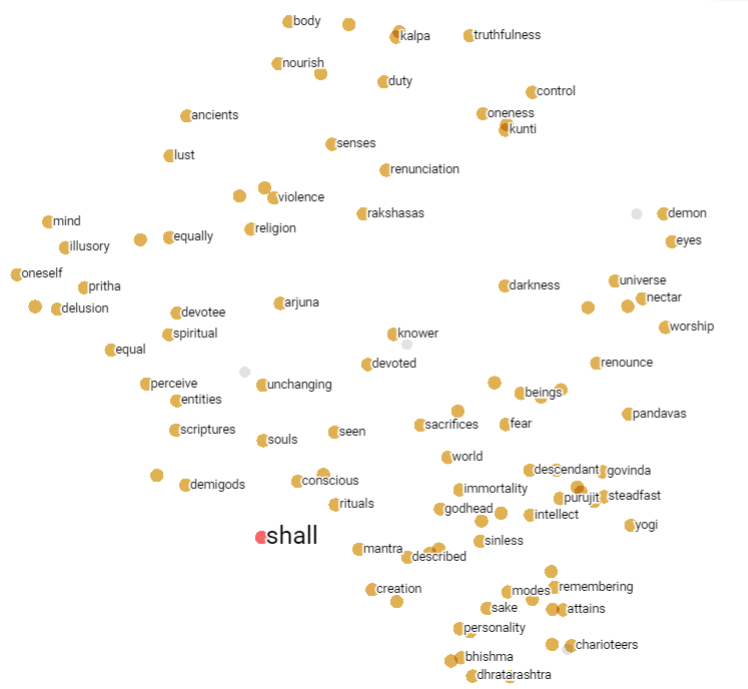 body
kalpa
truthfulness
nourish
duty
control
ancients
oneness
kunti
senses
lust
renunciation
violence
rakshasas
demon
mind
religion
equally
illusory
eyes
oneself
universe
pritha
darkness
nectar
arjuna
delusion
devotee
worship
spiritual
knower
equal
devoted
renounce
perceive
unchanging
beings
entities
pandavas
sacrifices
fear
scriptures
seen
souls
world
descendant
govinda
conscious
demigods
immortality
purujit
steadfast
rituals
godhead
intellect
yogi
shall
sinless
mantra
described
creation
modes
remembering
sake
attains
personality
charioteers
bhishma
dhratarashtra